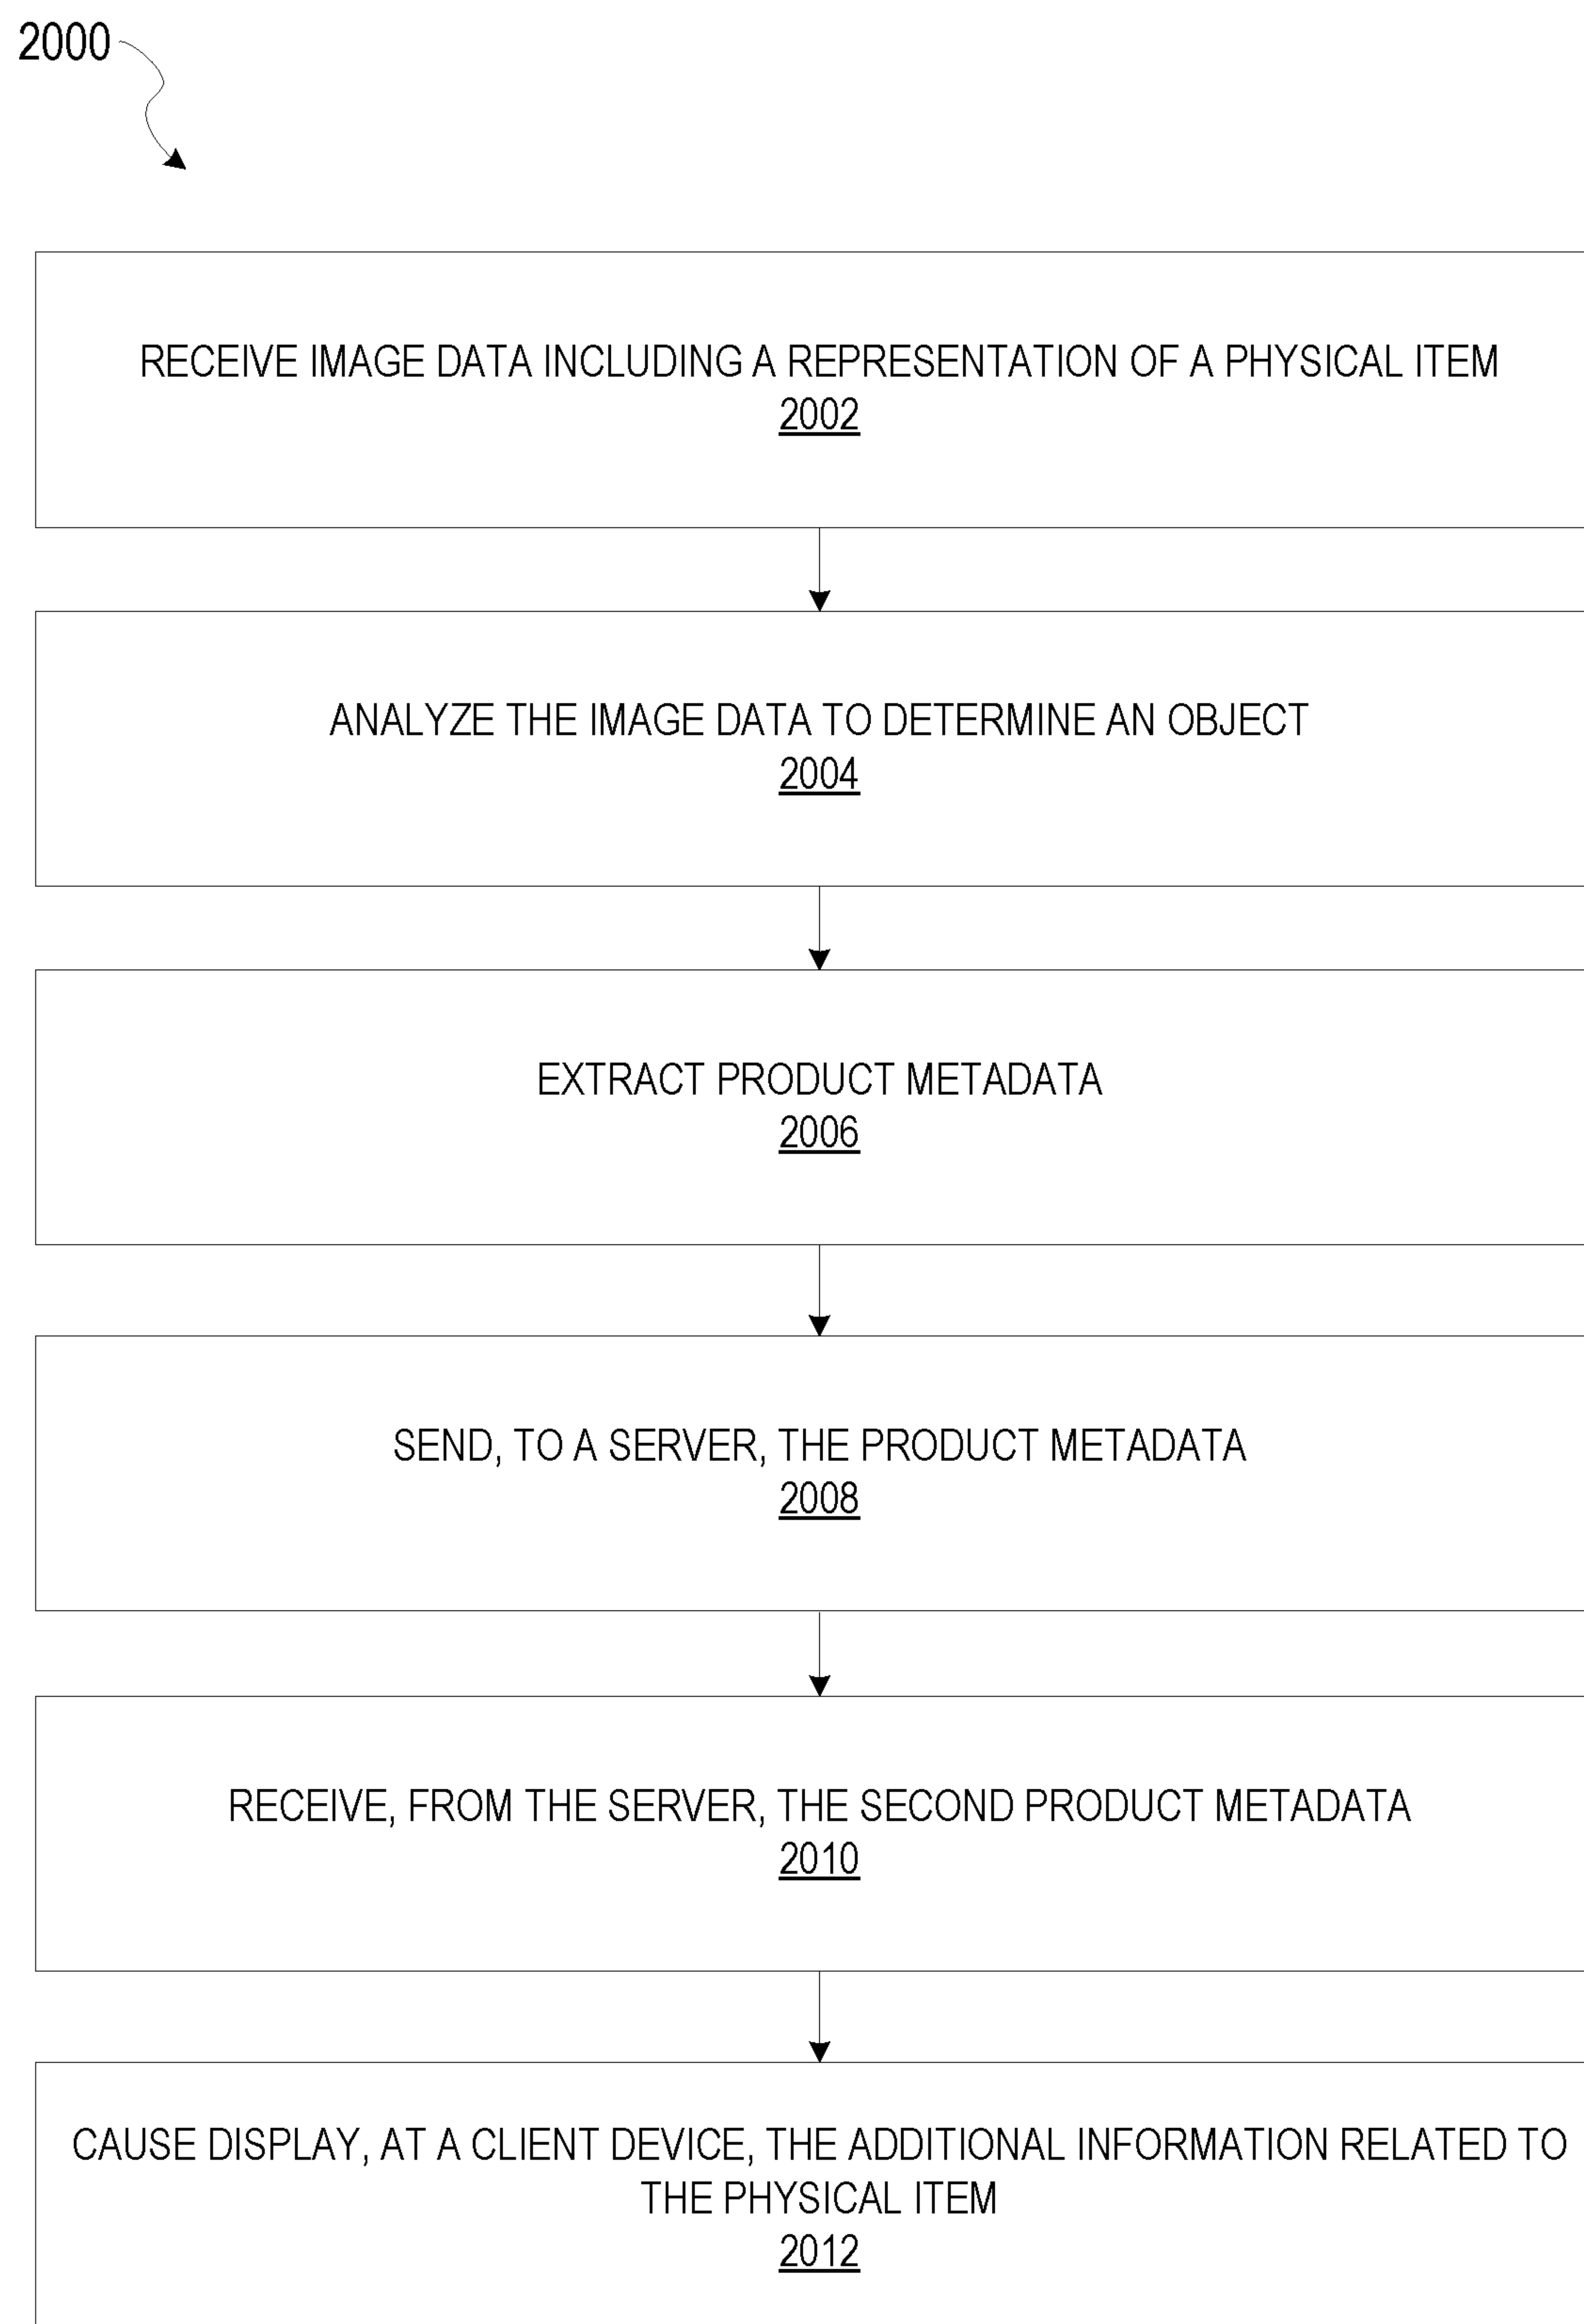 2000
RECEIVE IMAGE DATA INCLUDING A REPRESENTATION OF A PHYSICAL ITEM
2002
ANALYZE THE IMAGE DATA TO DETERMINE AN OBJECT
2004
EXTRACT PRODUCT METADATA
2006
SEND, TO A SERVER, THE PRODUCT METADATA
2008
RECEIVE, FROM THE SERVER, THE SECOND PRODUCT METADATA
2010
CAUSE DISPLAY, AT A CLIENT DEVICE, THE ADDITIONAL INFORMATION RELATED TO
THE PHYSICAL ITEM
2012